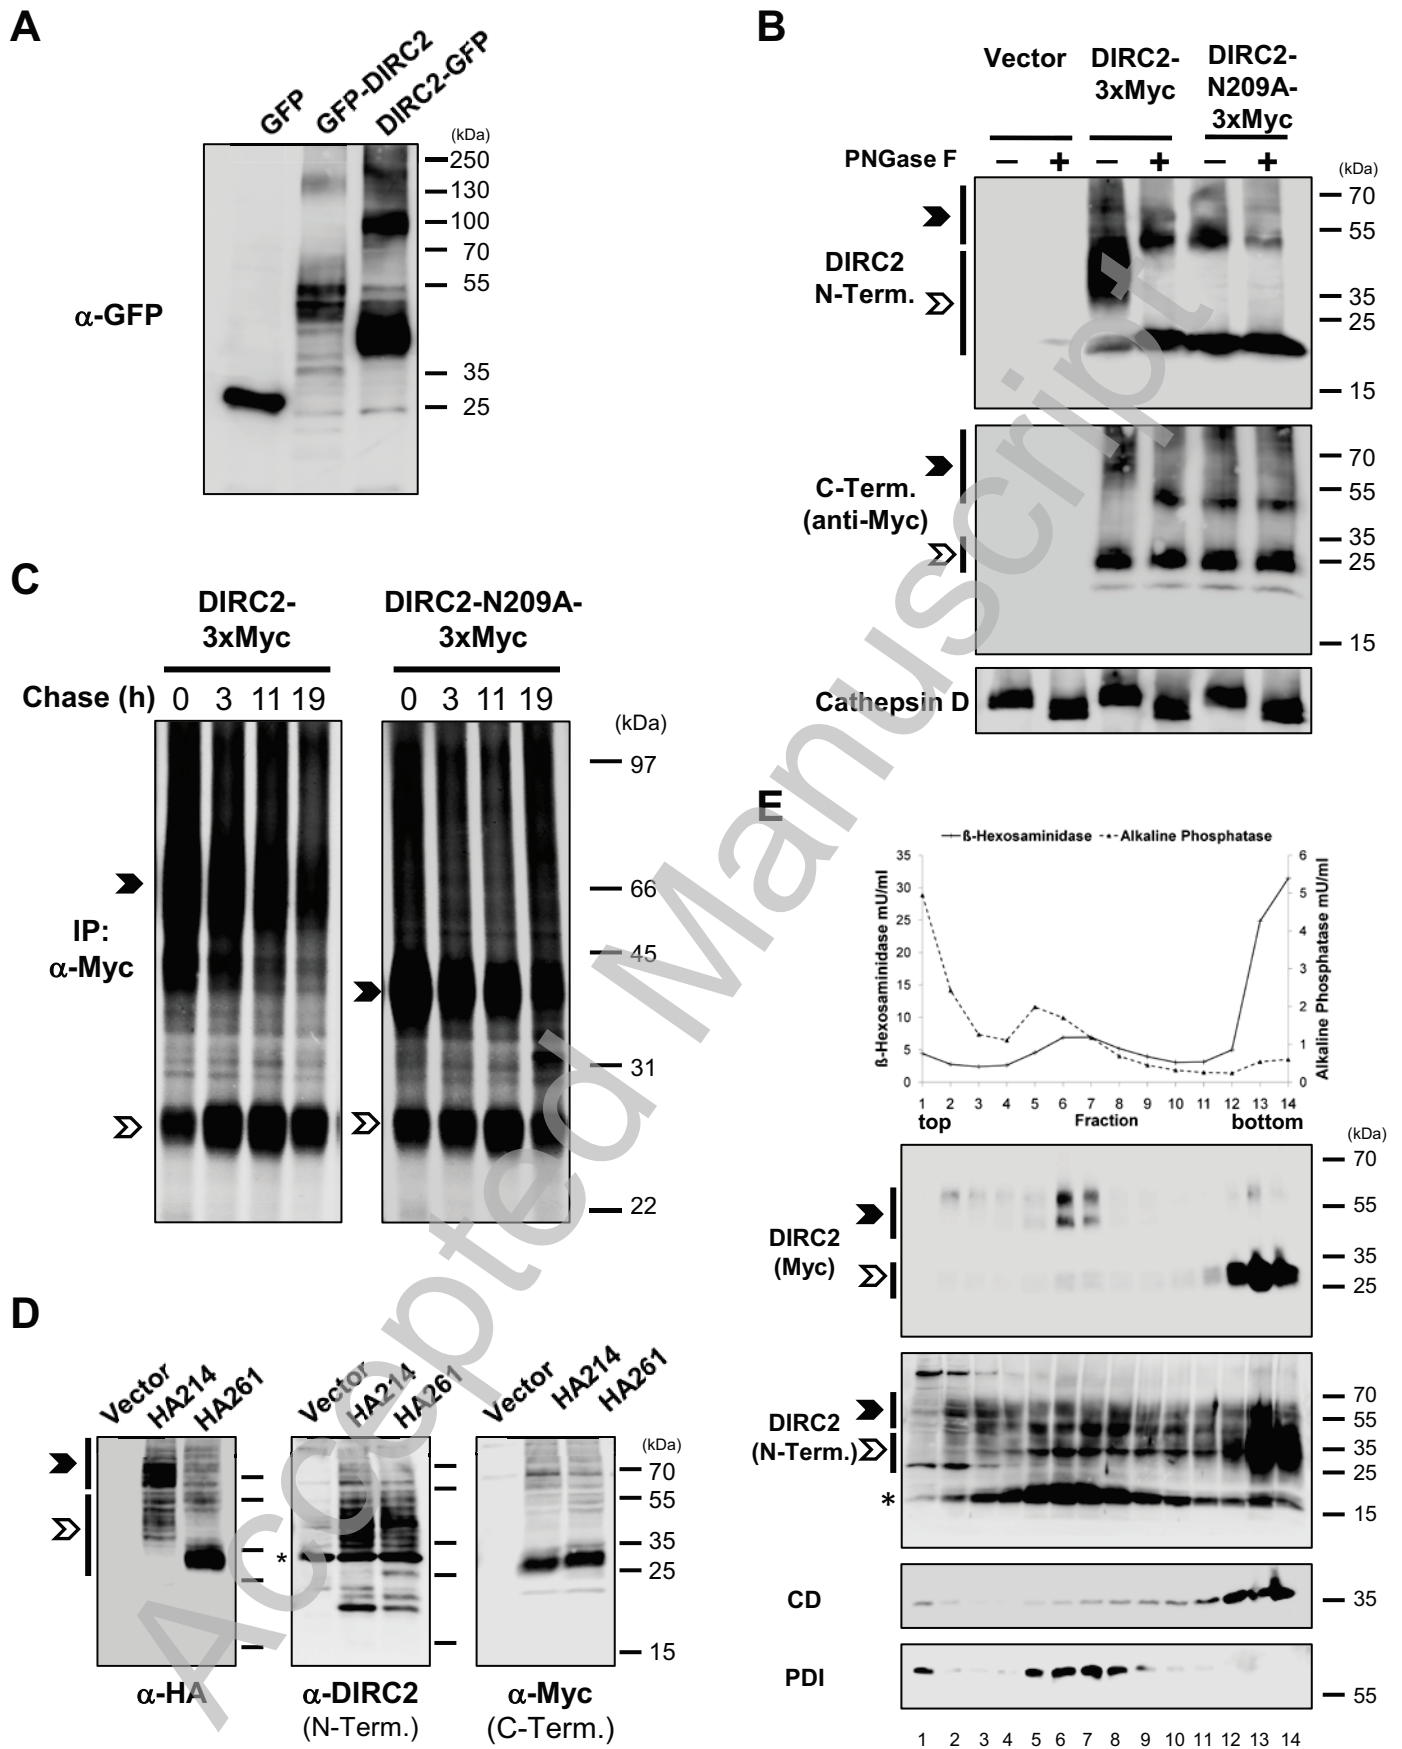 A
GFP
GFP-DIRC2
DIRC2-GFP
(kDa)
250
130
100
70
55
35
25
α-GFP
B
Vector
DIRC2-
3xMyc
DIRC2-
N209A-
3xMyc
PNGase F
– + – + – +
(kDa)
70
55
35
25
15
DIRC2
N-Term.
C-Term.
(anti-Myc)
70
55
35
25
15
Cathepsin D
C
DIRC2-
3xMyc
DIRC2-N209A-
3xMyc
Chase (h) 0 3 11 19 0 3 11 19
(kDa)
97
66
45
31
22
IP:
α-Myc
D
Vector
HA214
HA261
Vector
HA214
HA261
Vector
HA214
HA261
(kDa)
70
55
35
25
15
*
α-HA
α-DIRC2
(N-Term.)
α-Myc
(C-Term.)
E
ß-Hexosaminidase
Alkaline Phosphatase
ß-Hexosaminidase mU/ml
35
30
25
20
15
10
5
0
Alkaline Phosphatase mU/ml
6
5
4
3
2
1
0
1 2 3 4 5 6 7 8 9 10 11 12 13 14
top
Fraction
bottom
(kDa)
70
55
35
25
DIRC2
(Myc)
DIRC2
(N-Term.)
*
70
55
35
25
15
CD
35
PDI
55
1 2 3 4 5 6 7 8 9 10 11 12 13 14
Accepted Manuscript